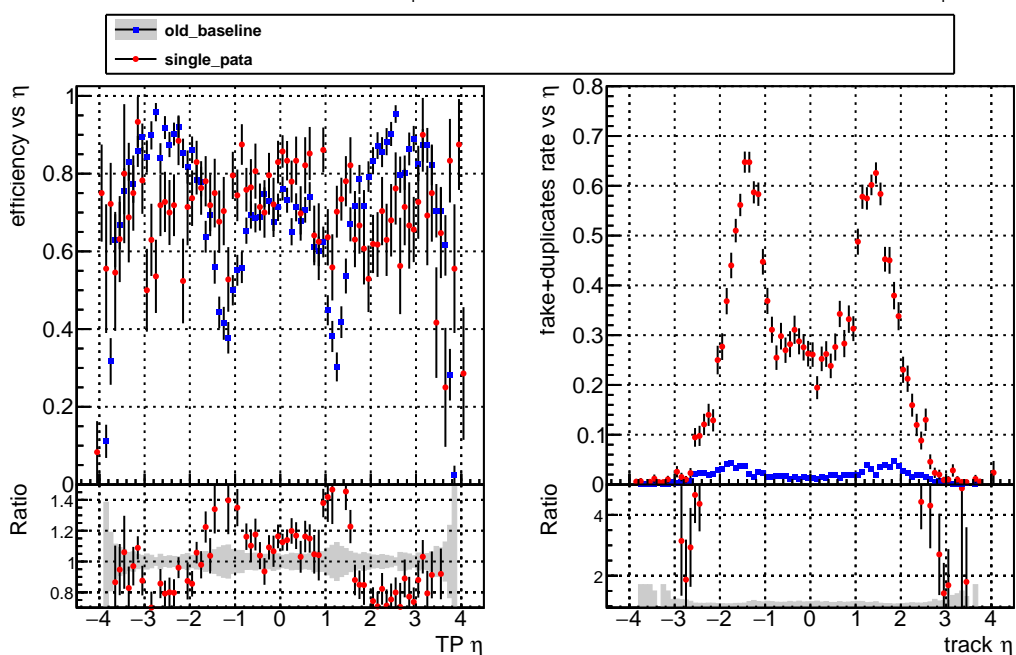 old_baseline
single_pata
efficiency vs η
1
0.8
0.6
0.4
0.2
0
Ratio
1.4
1.2
1.0
0.8
−4 −3 −2 −1 0 1 2 3 4
TP η
fake+duplicates rate vs η
0.8
0.7
0.6
0.5
0.4
0.3
0.2
0.1
0
Ratio
4
2
−4 −3 −2 −1 0 1 2 3 4
track η